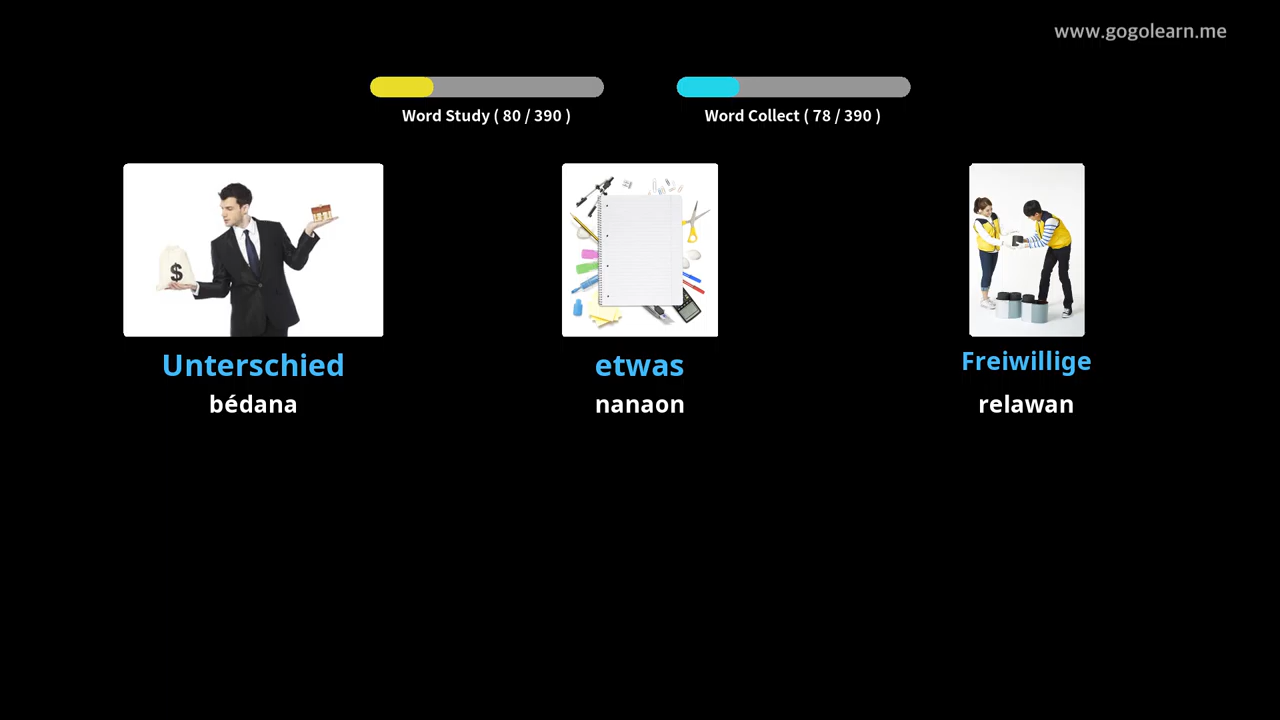 www.gogolearn.me
Word Study ( 80 / 390 )
Word Collect ( 78 / 390 )
$
Unterschied
etwas
Freiwillige
bédana
nanaon
relawan